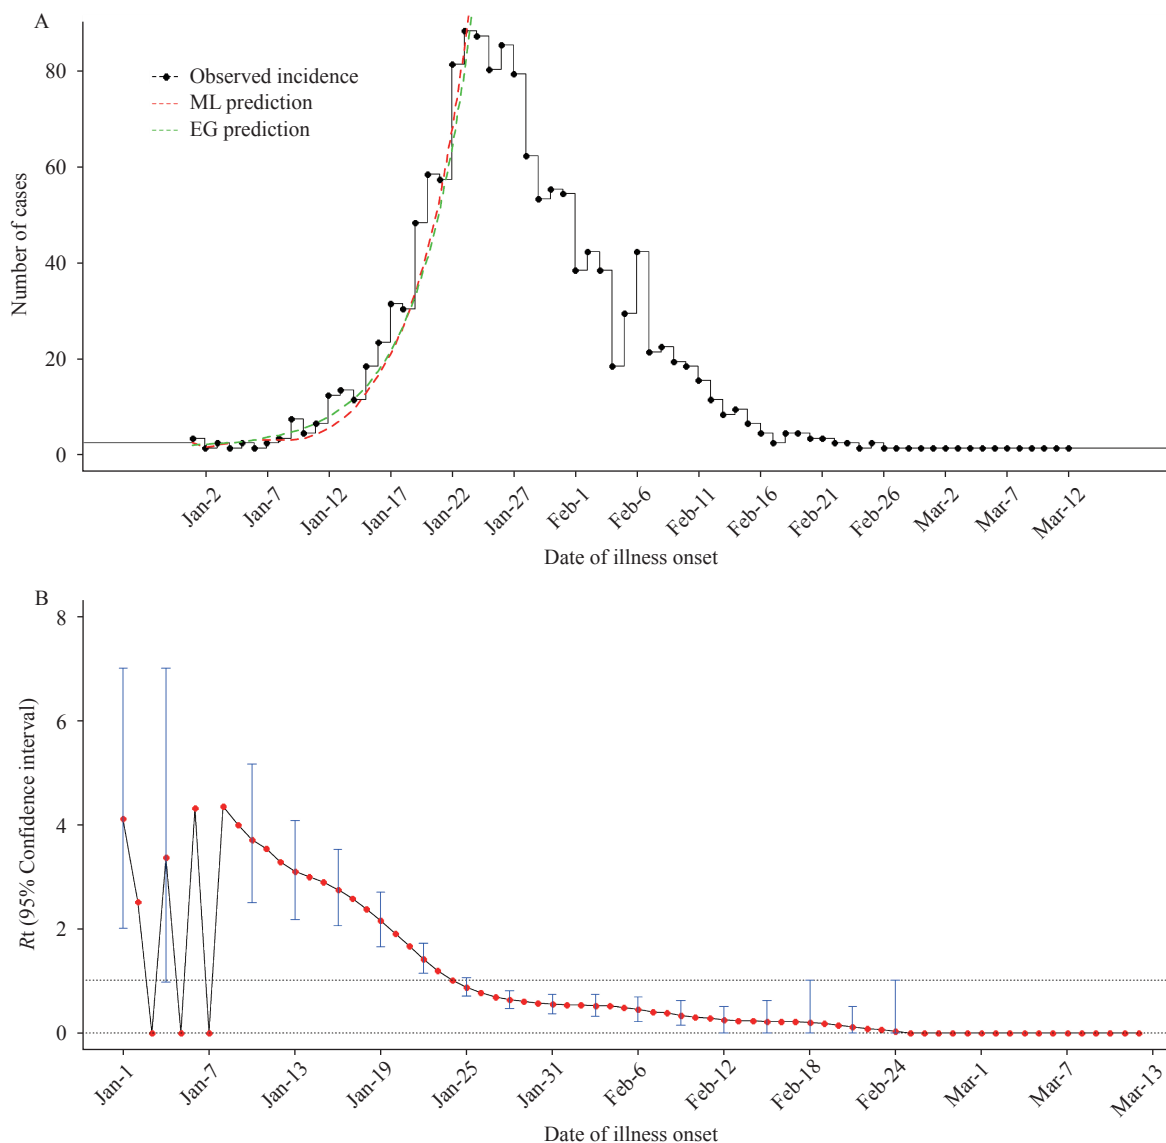 A
Number of cases
80
60
40
20
0
Observed incidence
ML prediction
EG prediction
Jan-2
Jan-7
Jan-12
Jan-17
Jan-22
Jan-27
Feb-1
Feb-6
Feb-11
Feb-16
Feb-21
Feb-26
Mar-2
Mar-7
Mar-12
Date of illness onset
B
Rt (95% Confidence interval)
8
6
4
2
0
Jan-1
Jan-7
Jan-13
Jan-19
Jan-25
Jan-31
Feb-6
Feb-12
Feb-18
Feb-24
Mar-1
Mar-7
Mar-13
Date of illness onset